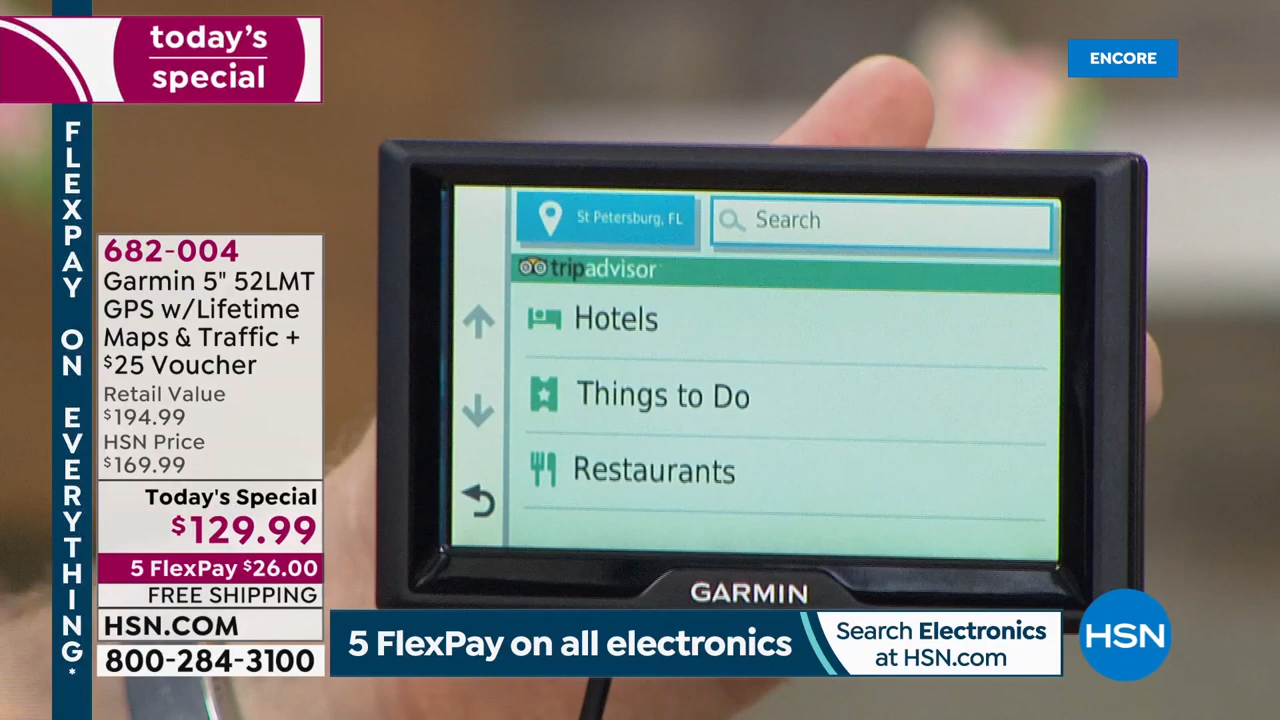 today's
special
ENCORE
FLEXPAY ON EVERYTHING.*
682-004
Garmin 5" 52LMT
GPS w/Lifetime
Maps & Traffic +
$25 Voucher
Retail Value
$194.99
HSN Price
$169.99
Today's Special
$129.99
5 FlexPay $26.00
FREE SHIPPING
HSN.COM
800-284-3100
St Petersburg, FL
Search
tripadvisor
Hotels
Things to Do
Restaurants
GARMIN
5 FlexPay on all electronics
Search Electronics
at HSN.com
HSN